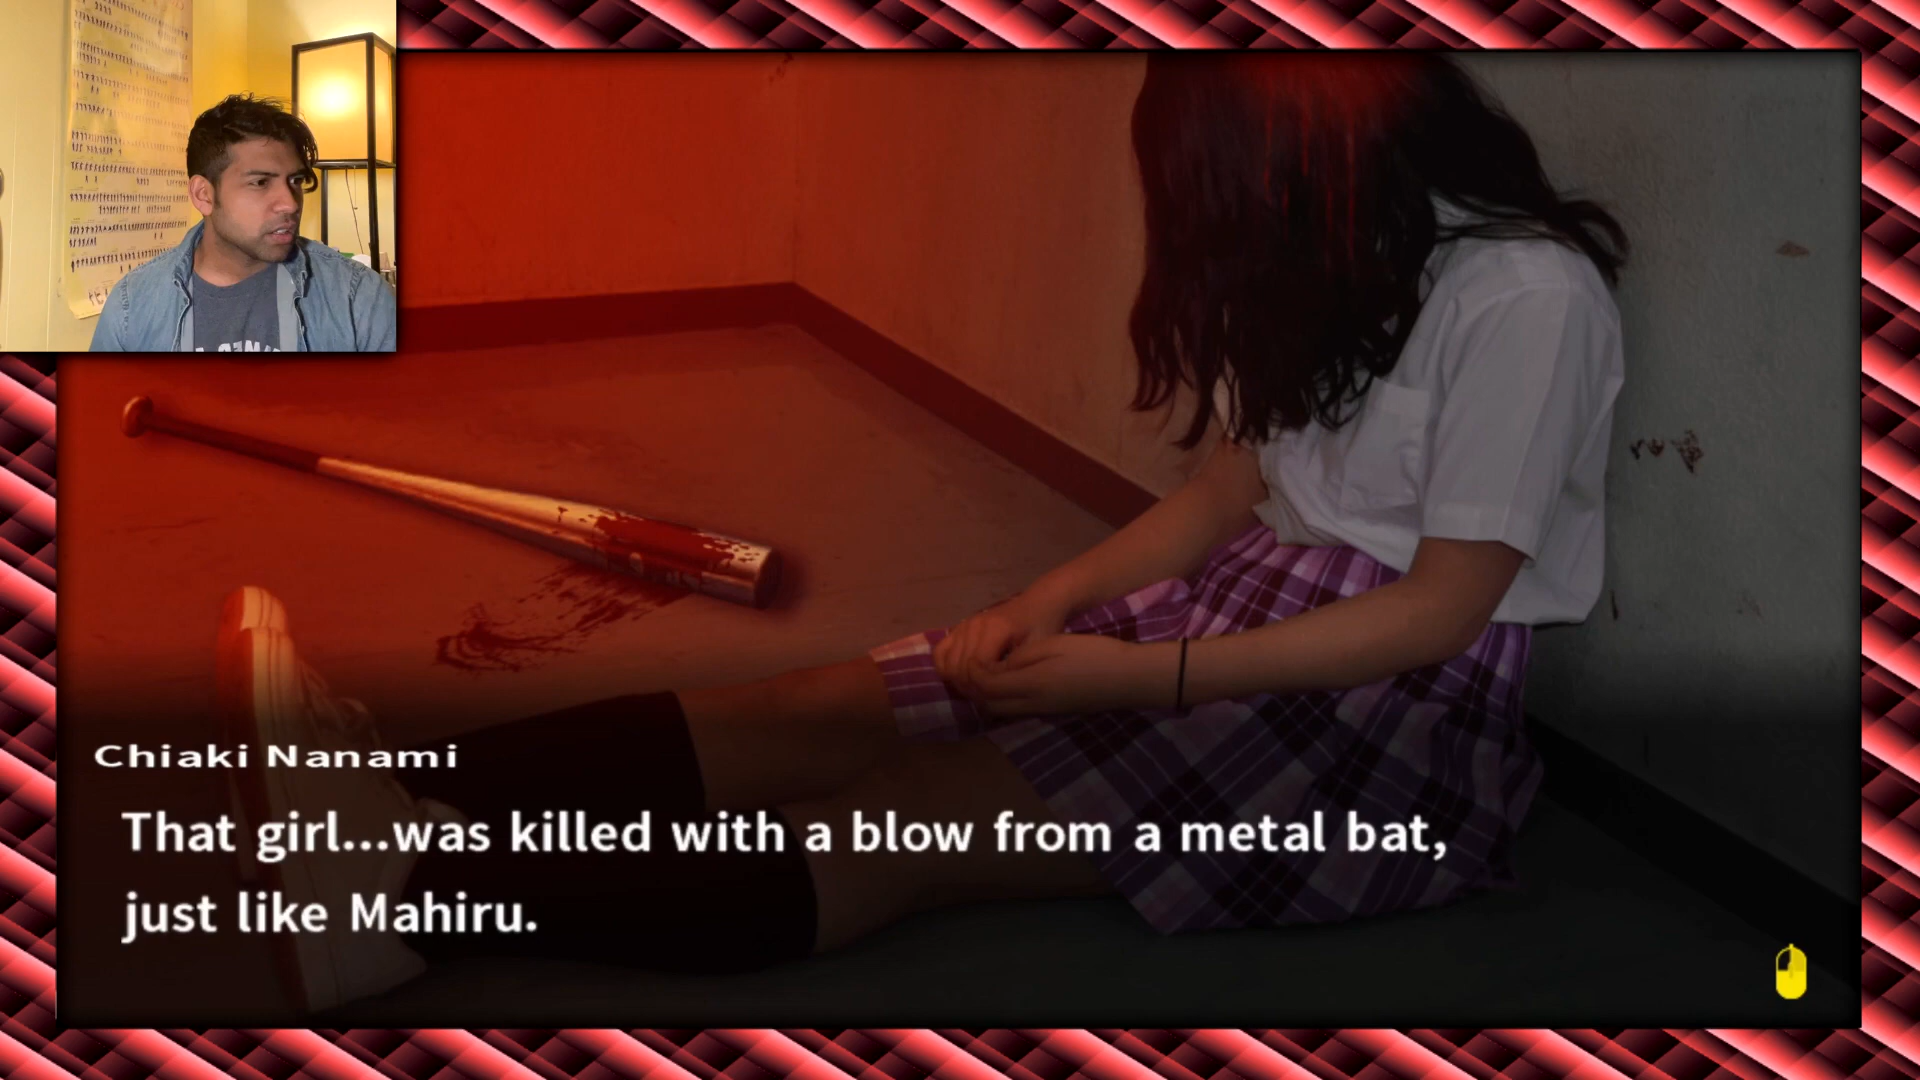 Chiaki Nanami
That girl...was killed with a blow from a metal bat,
just like Mahiru.